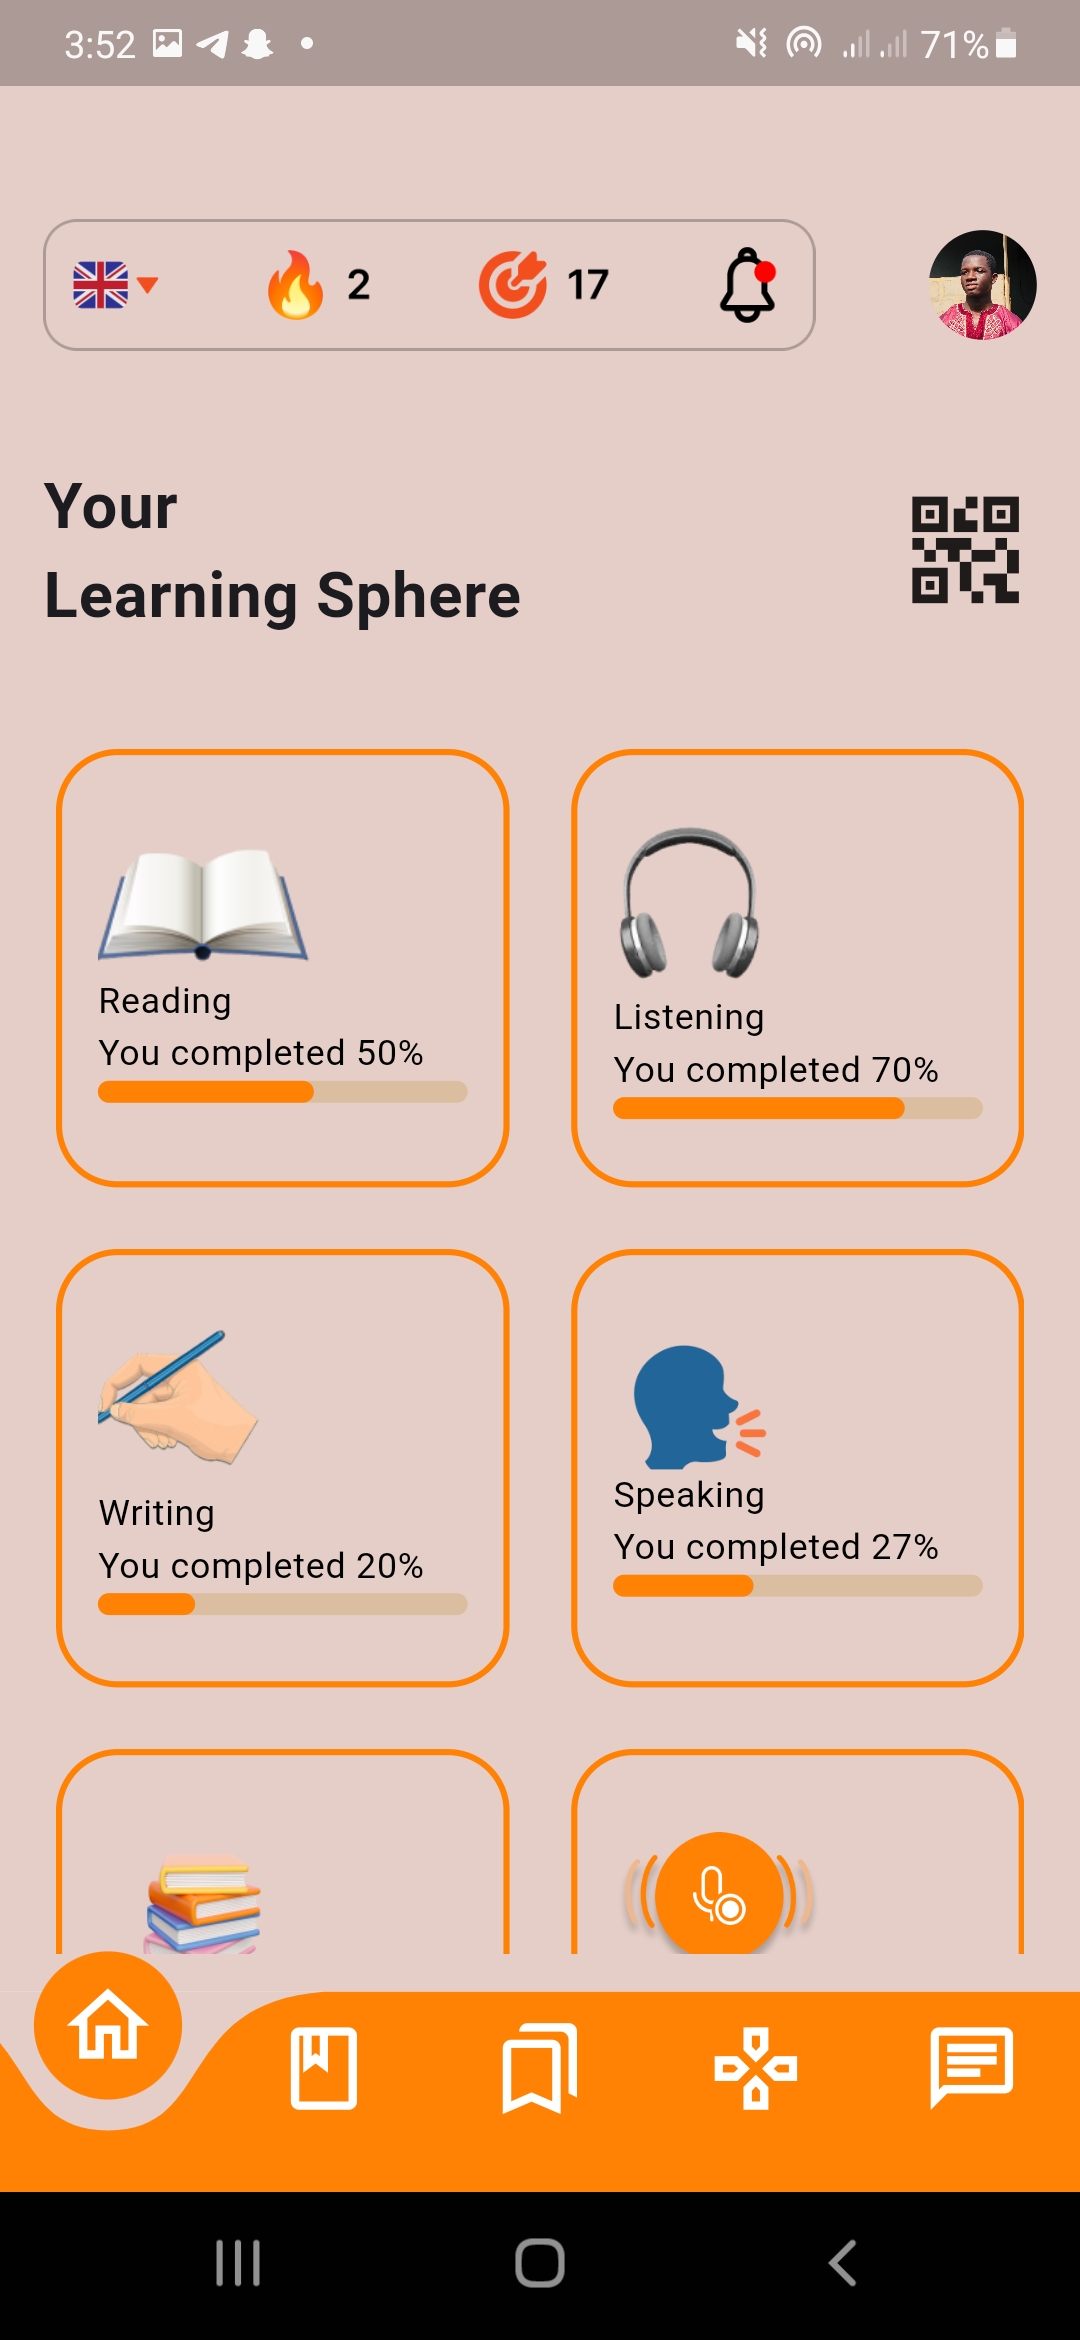 3:52
71%
2
17
Your
Learning Sphere
Reading
You completed 50%
Listening
You completed 70%
Writing
You completed 20%
Speaking
You completed 27%